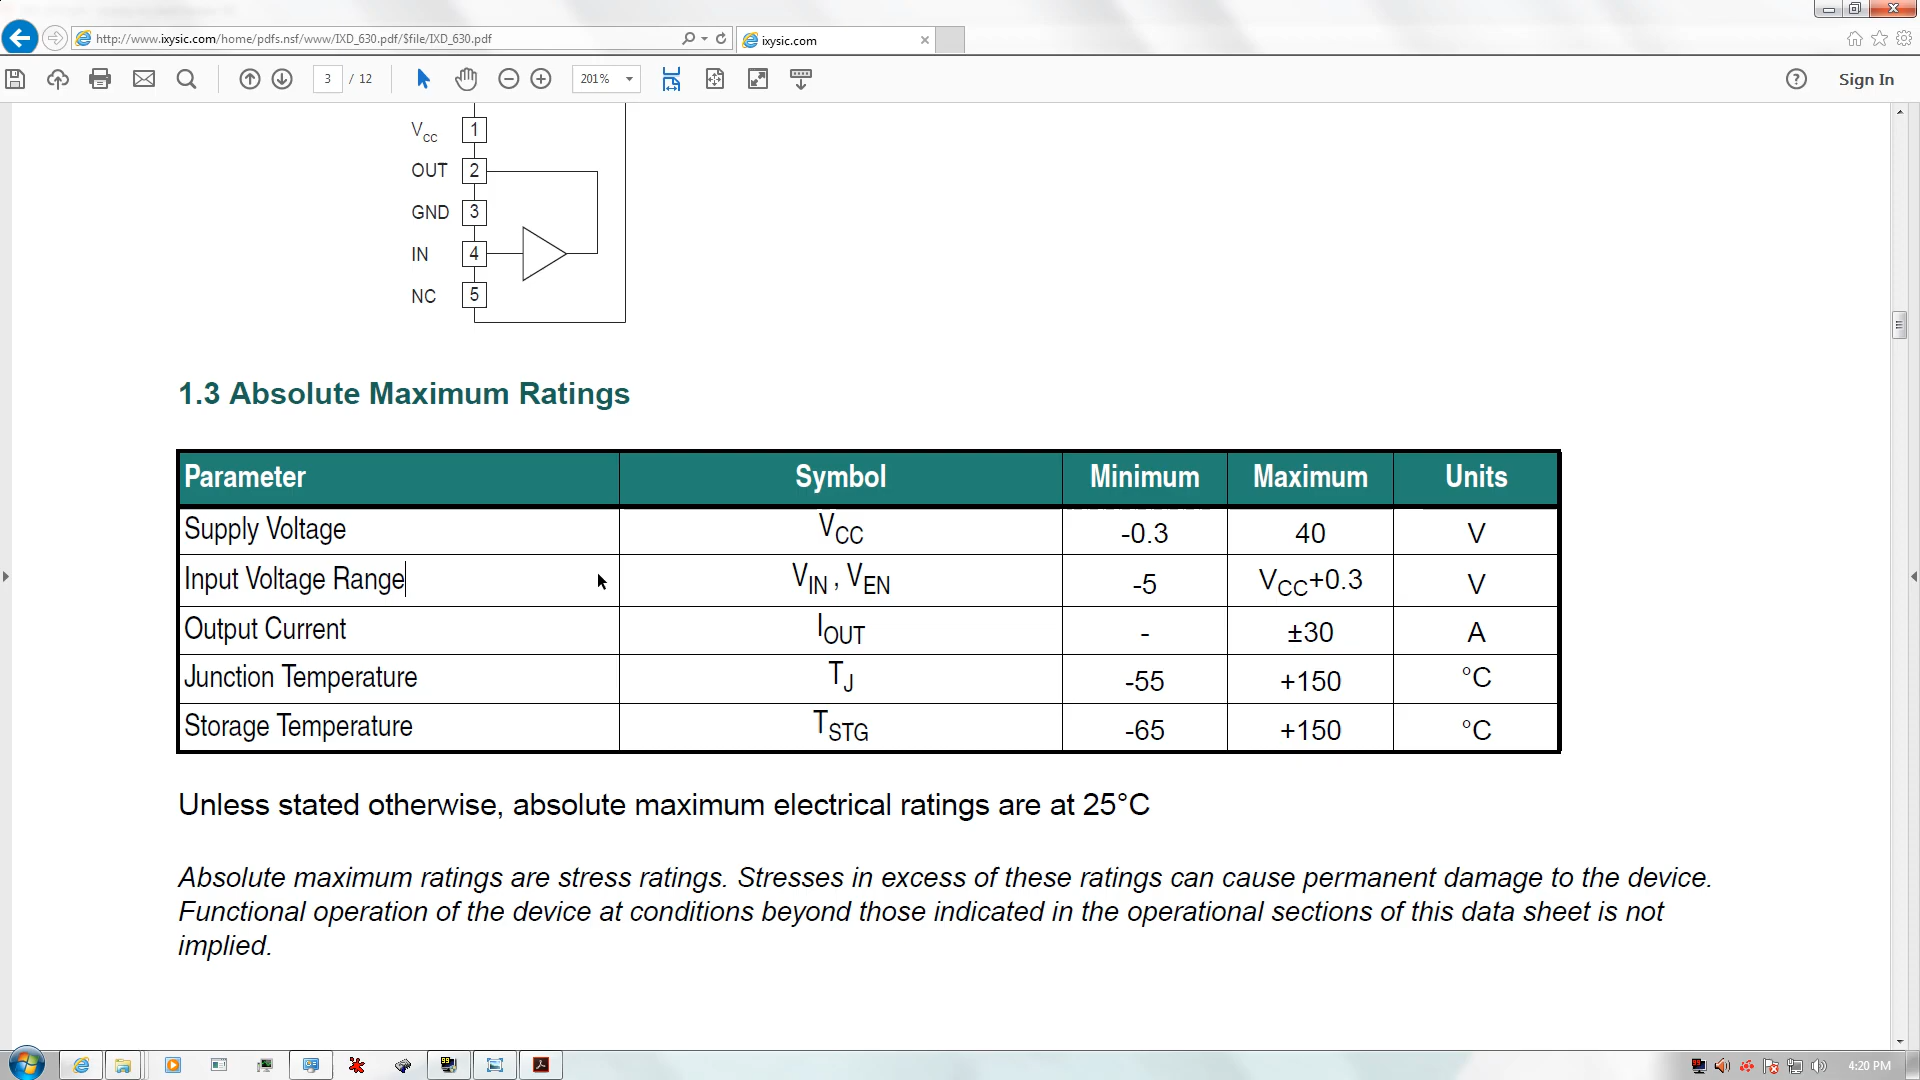 http://www.ixysic.com/home/pdfs.nsf/www/IXD_630.pdf/$file/IXD_630.pdf
ixysic.com
3 / 12
201%
Sign In
VCC 1
OUT 2
GND 3
IN 4
NC 5
1.3 Absolute Maximum Ratings
Parameter Symbol Minimum Maximum Units
Supply Voltage VCC -0.3 40 V
Input Voltage Range VIN , VEN -5 VCC+0.3 V
Output Current IOUT - ±30 A
Junction Temperature TJ -55 +150 °C
Storage Temperature TSTG -65 +150 °C
Unless stated otherwise, absolute maximum electrical ratings are at 25°C
Absolute maximum ratings are stress ratings. Stresses in excess of these ratings can cause permanent damage to the device.
Functional operation of the device at conditions beyond those indicated in the operational sections of this data sheet is not
implied.
4:20 PM